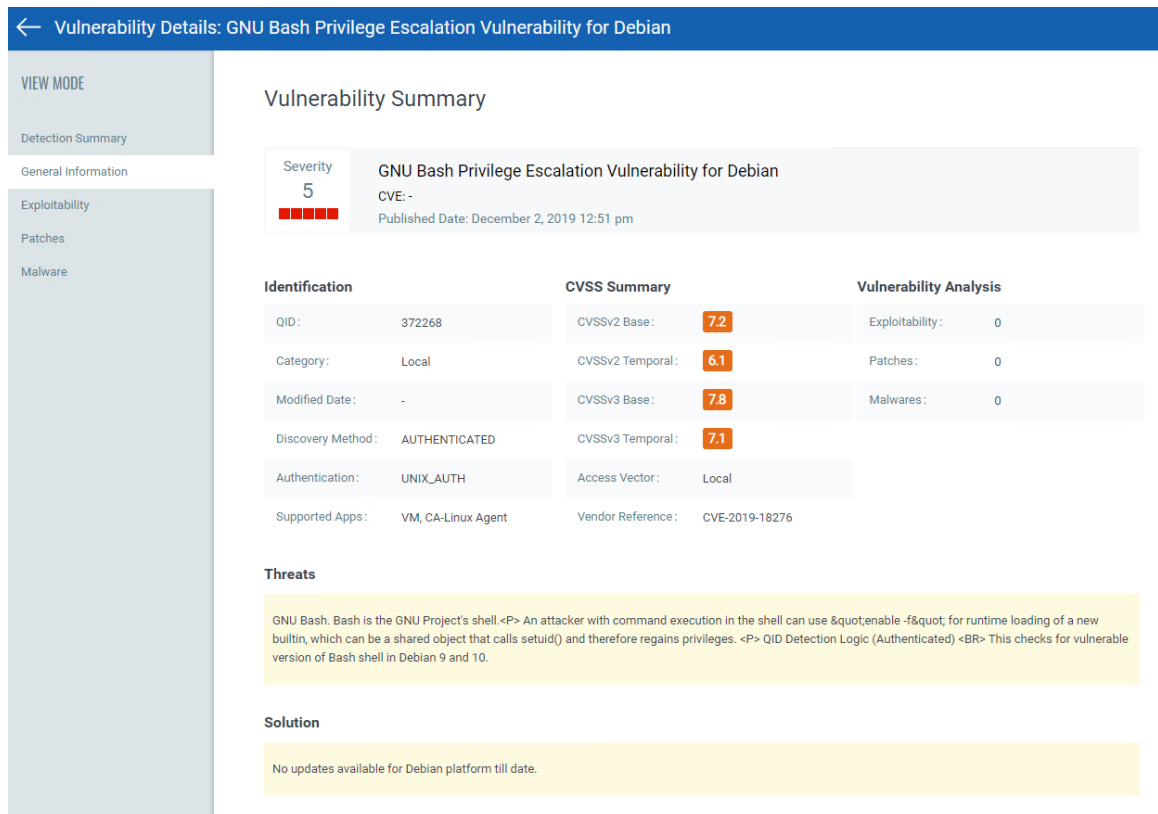 Vulnerability Details: GNU Bash Privilege Escalation Vulnerability for Debian
VIEW MODE
Detection Summary
General Information
Exploitability
Patches
Malware
Vulnerability Summary
Severity
5
GNU Bash Privilege Escalation Vulnerability for Debian
CVE: -
Published Date: December 2, 2019 12:51 pm
Identification
QID: 372268
Category: Local
Modified Date: -
Discovery Method: AUTHENTICATED
Authentication: UNIX_AUTH
Supported Apps: VM, CA-Linux Agent
CVSS Summary
CVSSv2 Base: 7.2
CVSSv2 Temporal: 6.1
CVSSv3 Base: 7.8
CVSSv3 Temporal: 7.1
Access Vector: Local
Vendor Reference: CVE-2019-18276
Vulnerability Analysis
Exploitability: 0
Patches: 0
Malwares: 0
Threats
GNU Bash. Bash is the GNU Project's shell.<P> An attacker with command execution in the shell can use &quot;enable -f&quot; for runtime loading of a new
builtin, which can be a shared object that calls setuid() and therefore regains privileges. <P> QID Detection Logic (Authenticated) <BR> This checks for vulnerable
version of Bash shell in Debian 9 and 10.
Solution
No updates available for Debian platform till date.